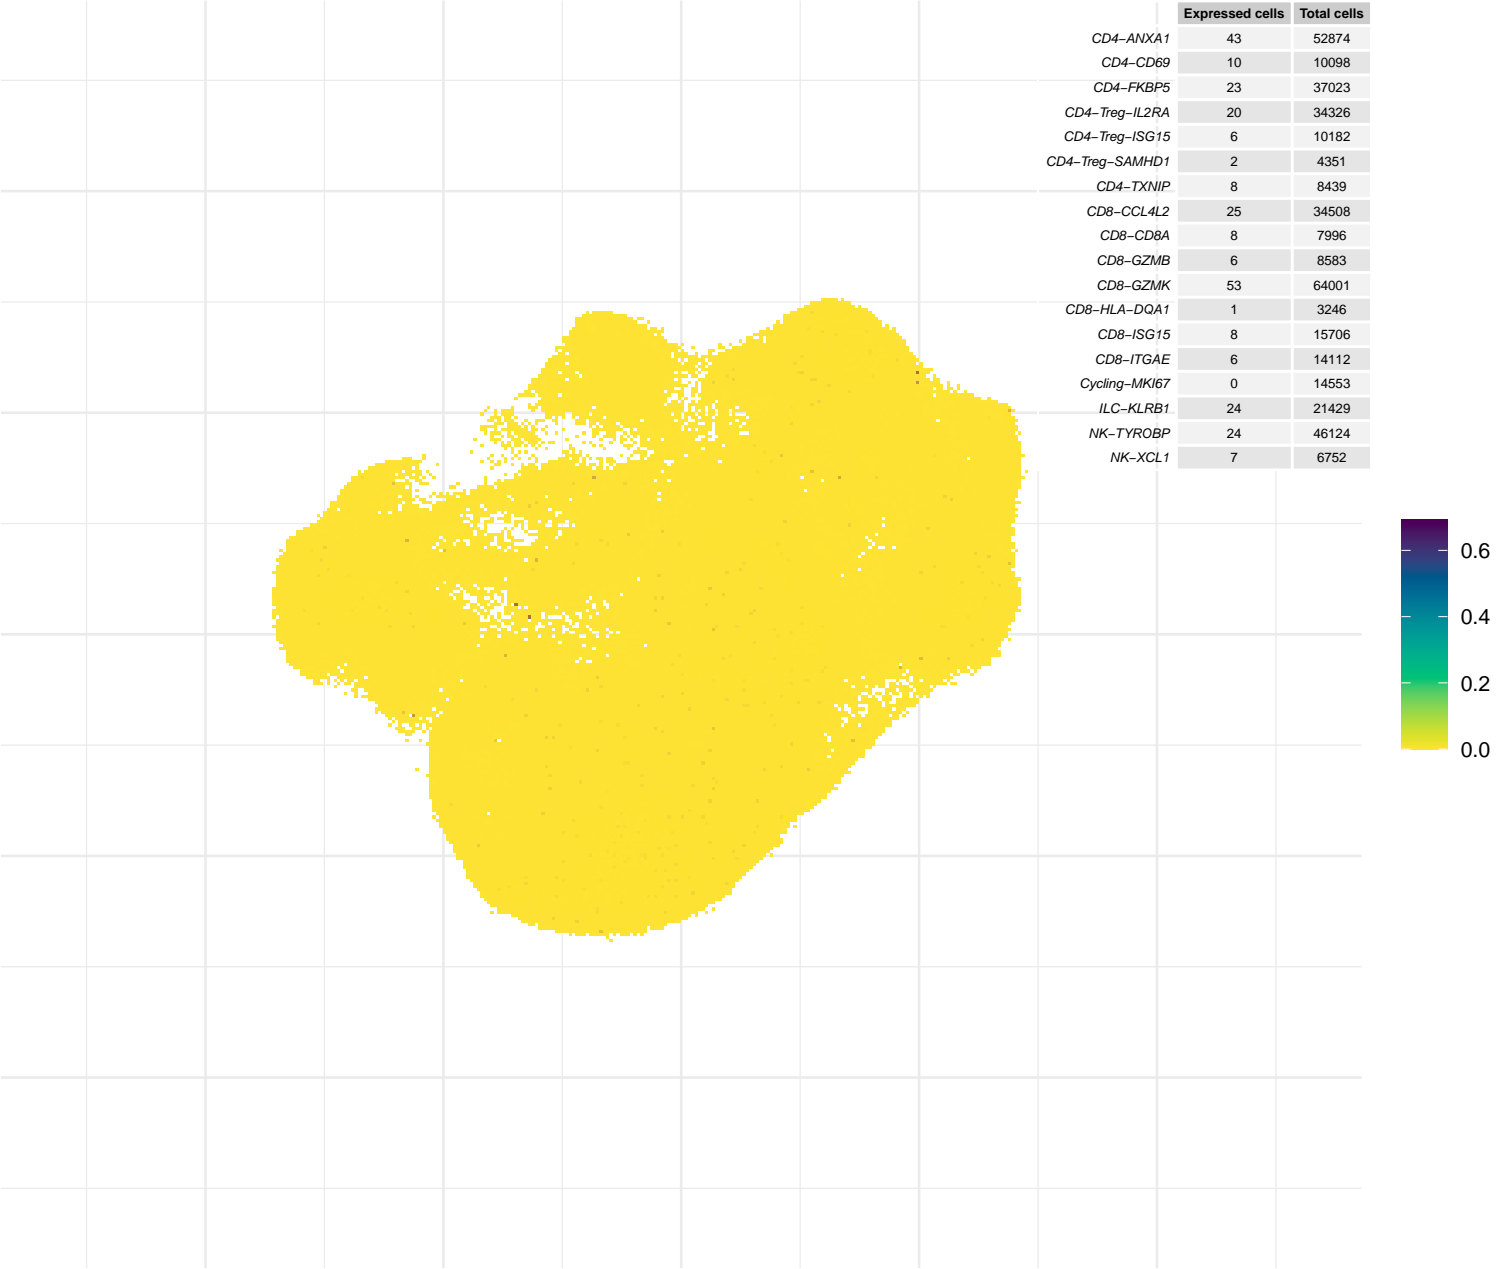 Expressed cells Total cells
CD4−ANXA1 43 52874
CD4−CD69 10 10098
CD4−FKBP5 23 37023
CD4−Treg−IL2RA 20 34326
CD4−Treg−ISG15 6 10182
CD4−Treg−SAMHD1 2 4351
CD4−TXNIP 8 8439
CD8−CCL4L2 25 34508
CD8−CD8A 8 7996
CD8−GZMB 6 8583
CD8−GZMK 53 64001
CD8−HLA−DQA1 1 3246
CD8−ISG15 8 15706
CD8−ITGAE 6 14112
Cycling−MKI67 0 14553
ILC−KLRB1 24 21429
NK−TYROBP 24 46124
NK−XCL1 7 6752
0.6
0.4
0.2
0.0